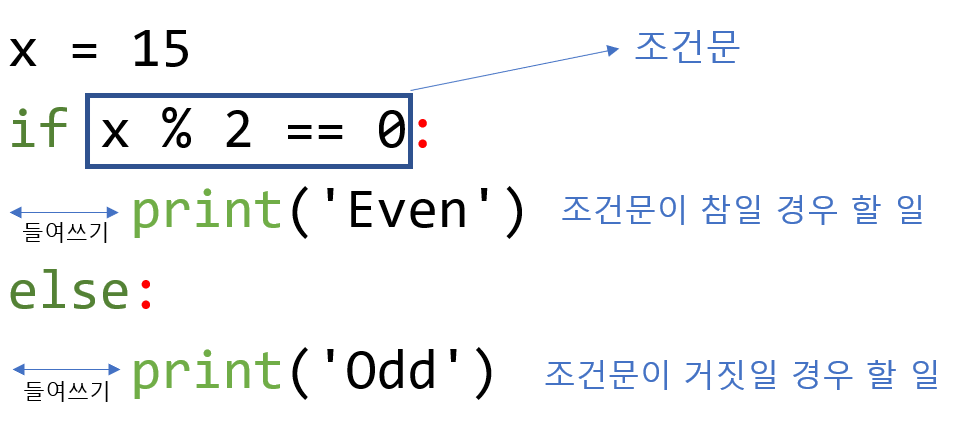 x = 15
조건문
if x % 2 == 0:
들여쓰기 print('Even') 조건문이 참일 경우 할 일
else:
들여쓰기 print('Odd') 조건문이 거짓일 경우 할 일